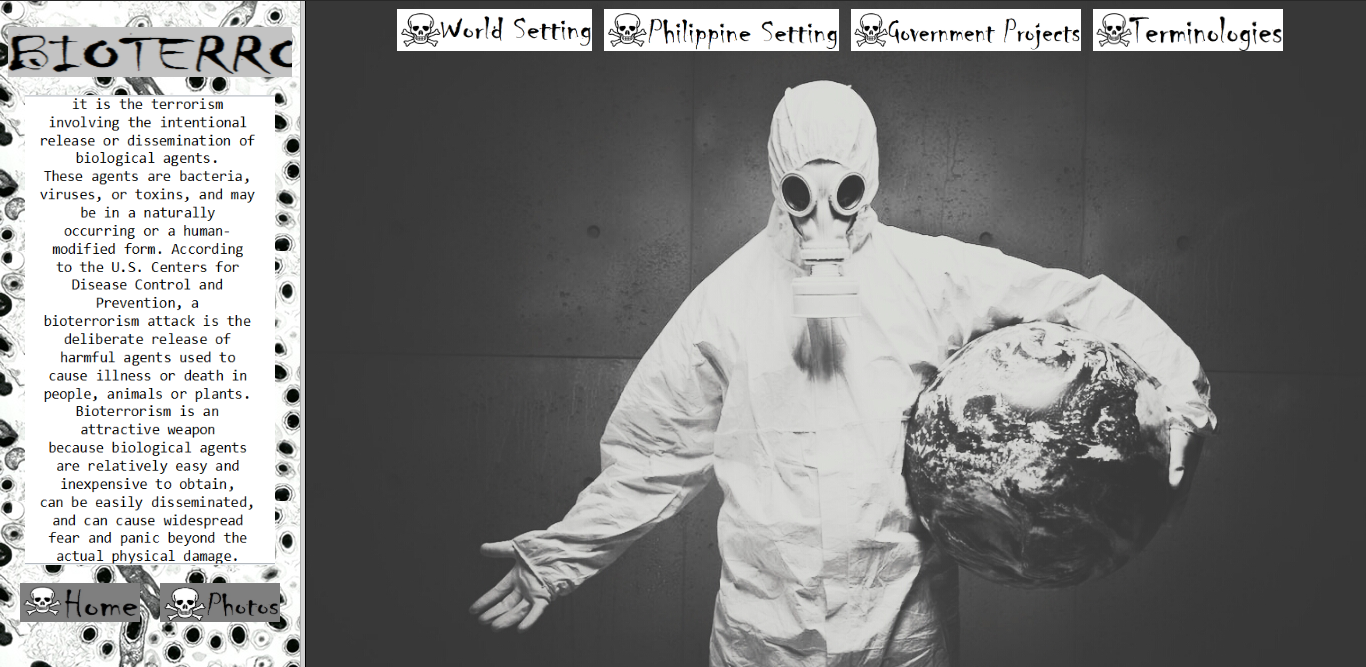 BIOTERRO
World Setting
Philippine Setting
Government Projects
Terminologies
it is the terrorism
involving the intentional
release or dissemination of
biological agents.
These agents are bacteria,
viruses, or toxins, and may
be in a naturally
occurring or a human-
modified form. According
to the U.S. Centers for
Disease Control and
Prevention, a
bioterrorism attack is the
deliberate release of
harmful agents used to
cause illness or death in
people, animals or plants.
Bioterrorism is an
attractive weapon
because biological agents
are relatively easy and
inexpensive to obtain,
can be easily disseminated,
and can cause widespread
fear and panic beyond the
actual physical damage.
Home
Photos